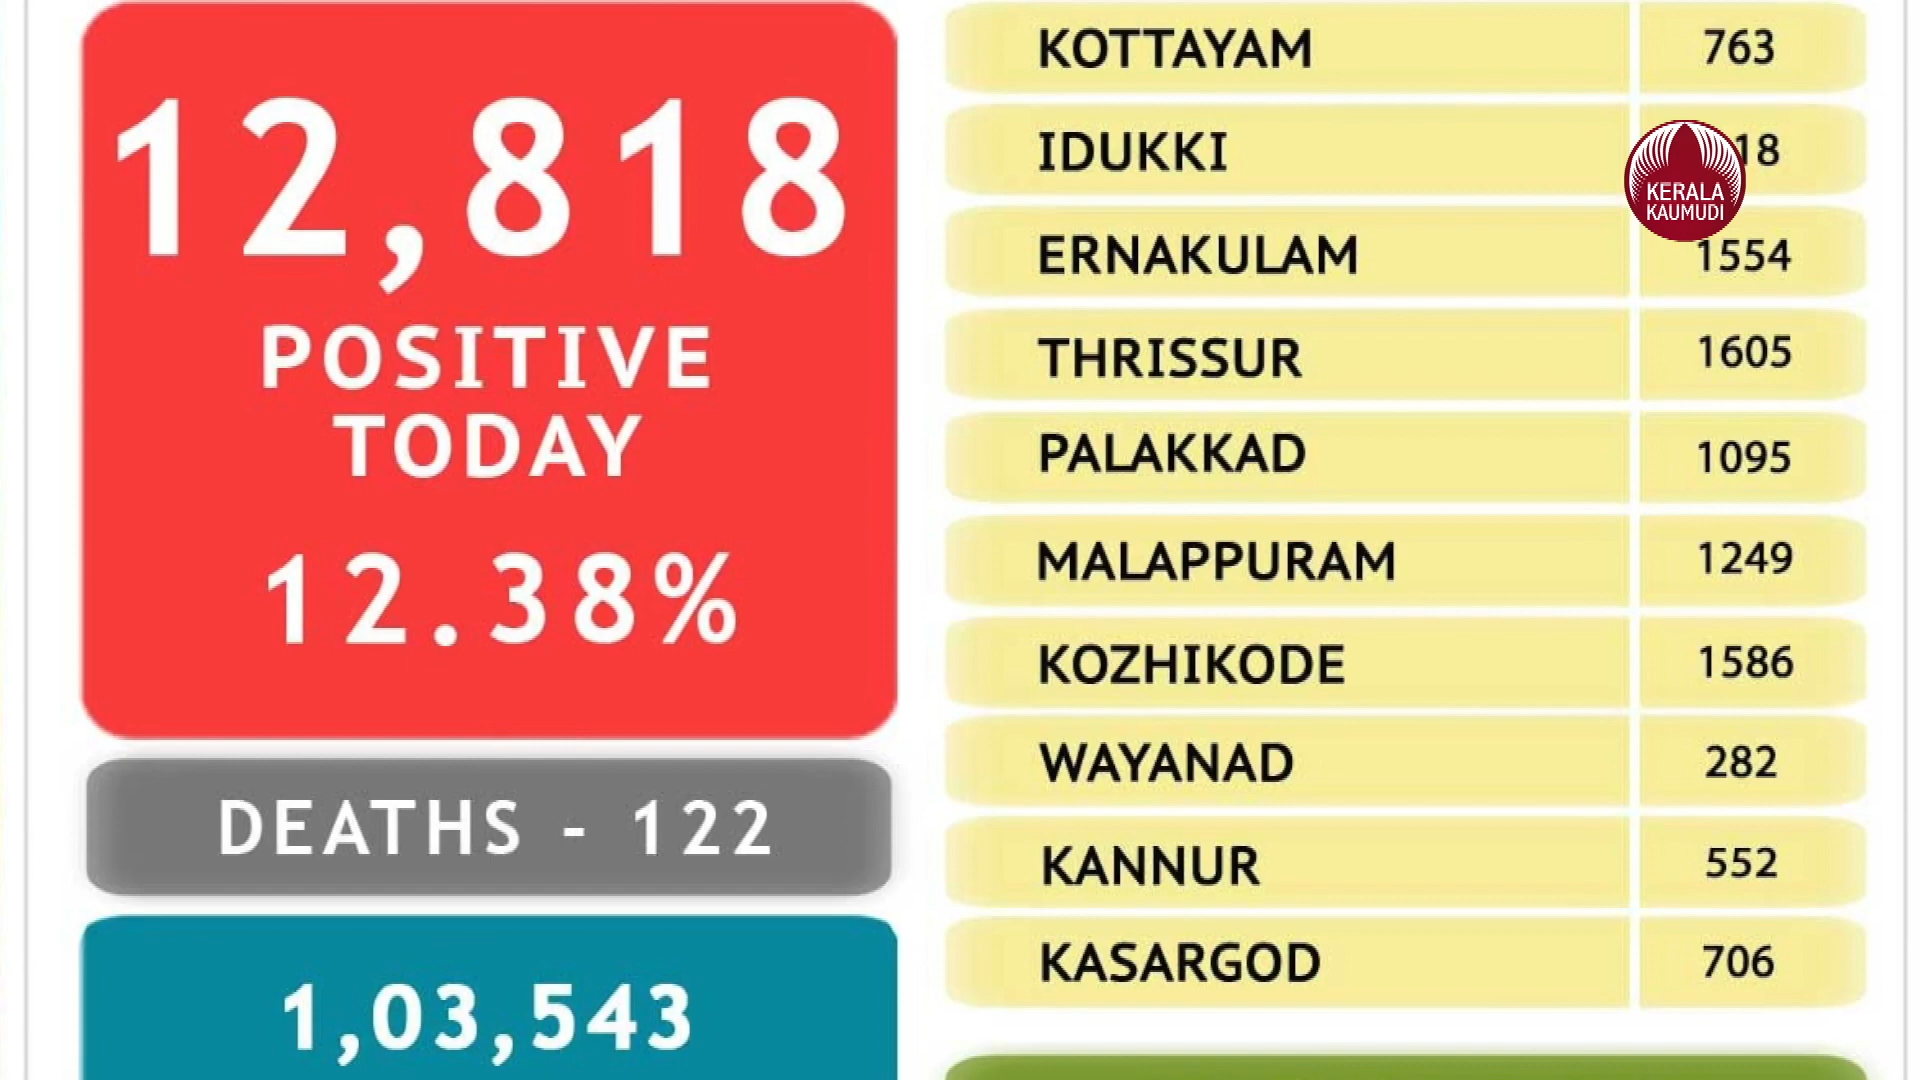 12,818
POSITIVE
TODAY
12.38%
DEATHS - 122
1,03,543
KOTTAYAM 763
IDUKKI 18
KERALA
KAUMUDI
ERNAKULAM 1554
THRISSUR 1605
PALAKKAD 1095
MALAPPURAM 1249
KOZHIKODE 1586
WAYANAD 282
KANNUR 552
KASARGOD 706